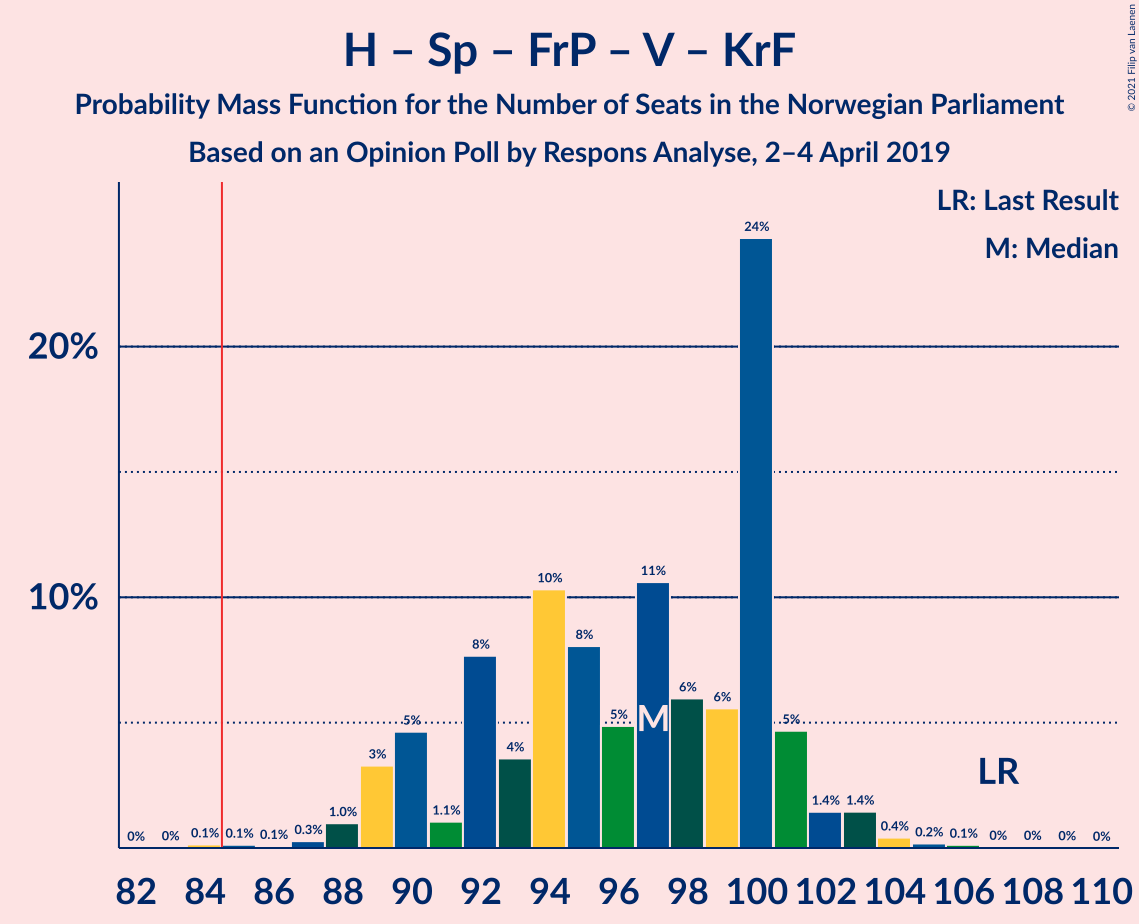 H – Sp – FrP – V – KrF
Probability Mass Function for the Number of Seats in the Norwegian Parliament
Based on an Opinion Poll by Respons Analyse, 2–4 April 2019
© 2021 Filip van Laenen
LR: Last Result
M: Median
20%
10%
0% 0% 0.1% 0.1% 0.1% 0.3% 1.0% 3% 5% 1.1% 8% 4% 10% 8% 5% 11% 6% 6% 24% 5% 1.4% 1.4% 0.4% 0.2% 0.1% 0% 0% 0% 0%
M
LR
82 84 86 88 90 92 94 96 98 100 102 104 106 108 110